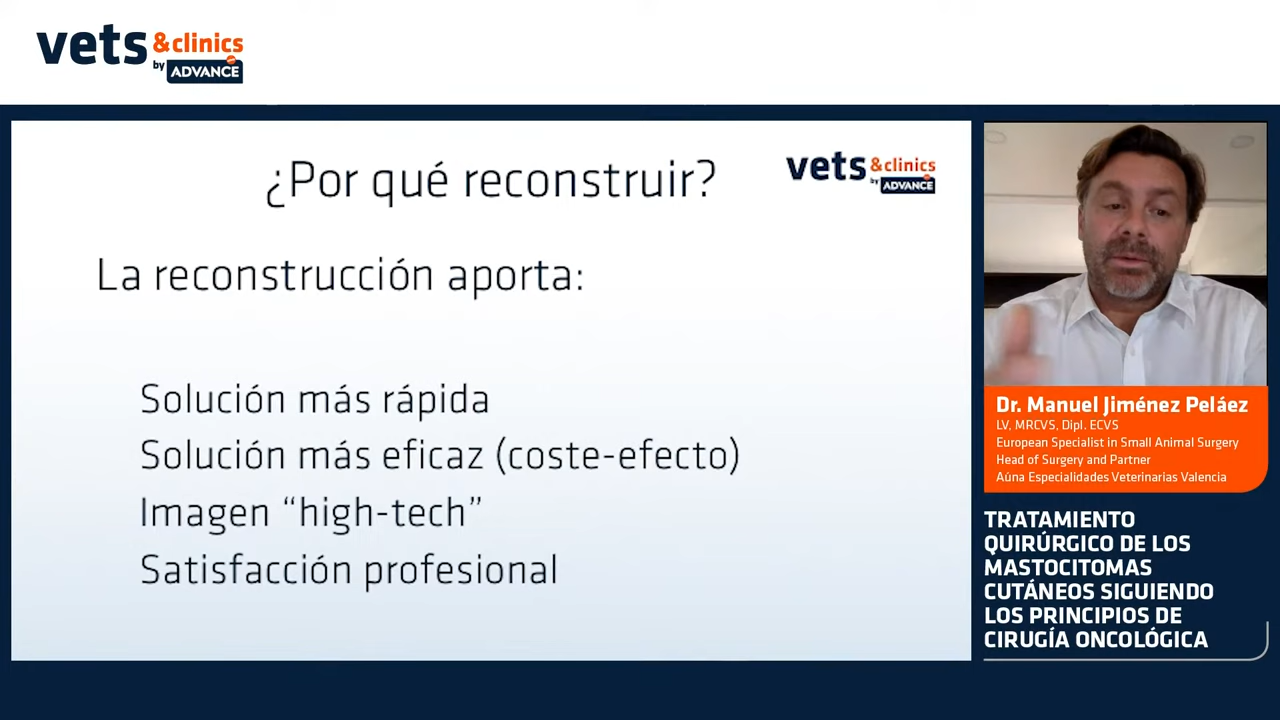 vets &clinics
by ADVANCE
¿Por qué reconstruir?
vets &clinics
by ADVANCE
La reconstrucción aporta:
Solución más rápida
Solución más eficaz (coste-efecto)
Imagen “high-tech”
Satisfacción profesional
Dr. Manuel Jiménez Peláez
LV, MRCVS, Dipl. ECVS
European Specialist in Small Animal Surgery
Head of Surgery and Partner
Aúna Especialidades Veterinarias Valencia
TRATAMIENTO
QUIRÚRGICO DE LOS
MASTOCITOMAS
CUTÁNEOS SIGUIENDO
LOS PRINCIPIOS DE
CIRUGÍA ONCOLÓGICA